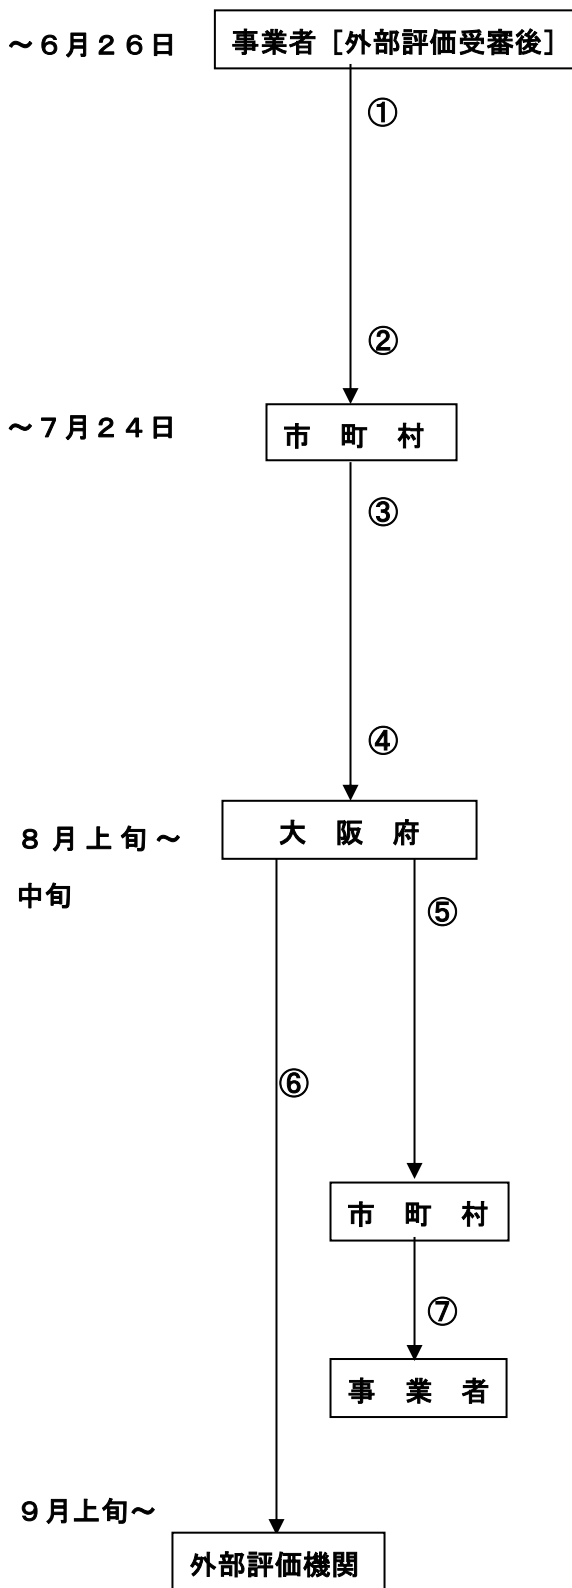 ～６月２６日
事業者［外部評価受審後］
①
②
～７月２４日
市　町　村
③
④
８月上旬～
中旬
大　阪　府
⑤
⑥
市　町　村
⑦
事　業　者
９月上旬～
外部評価機関